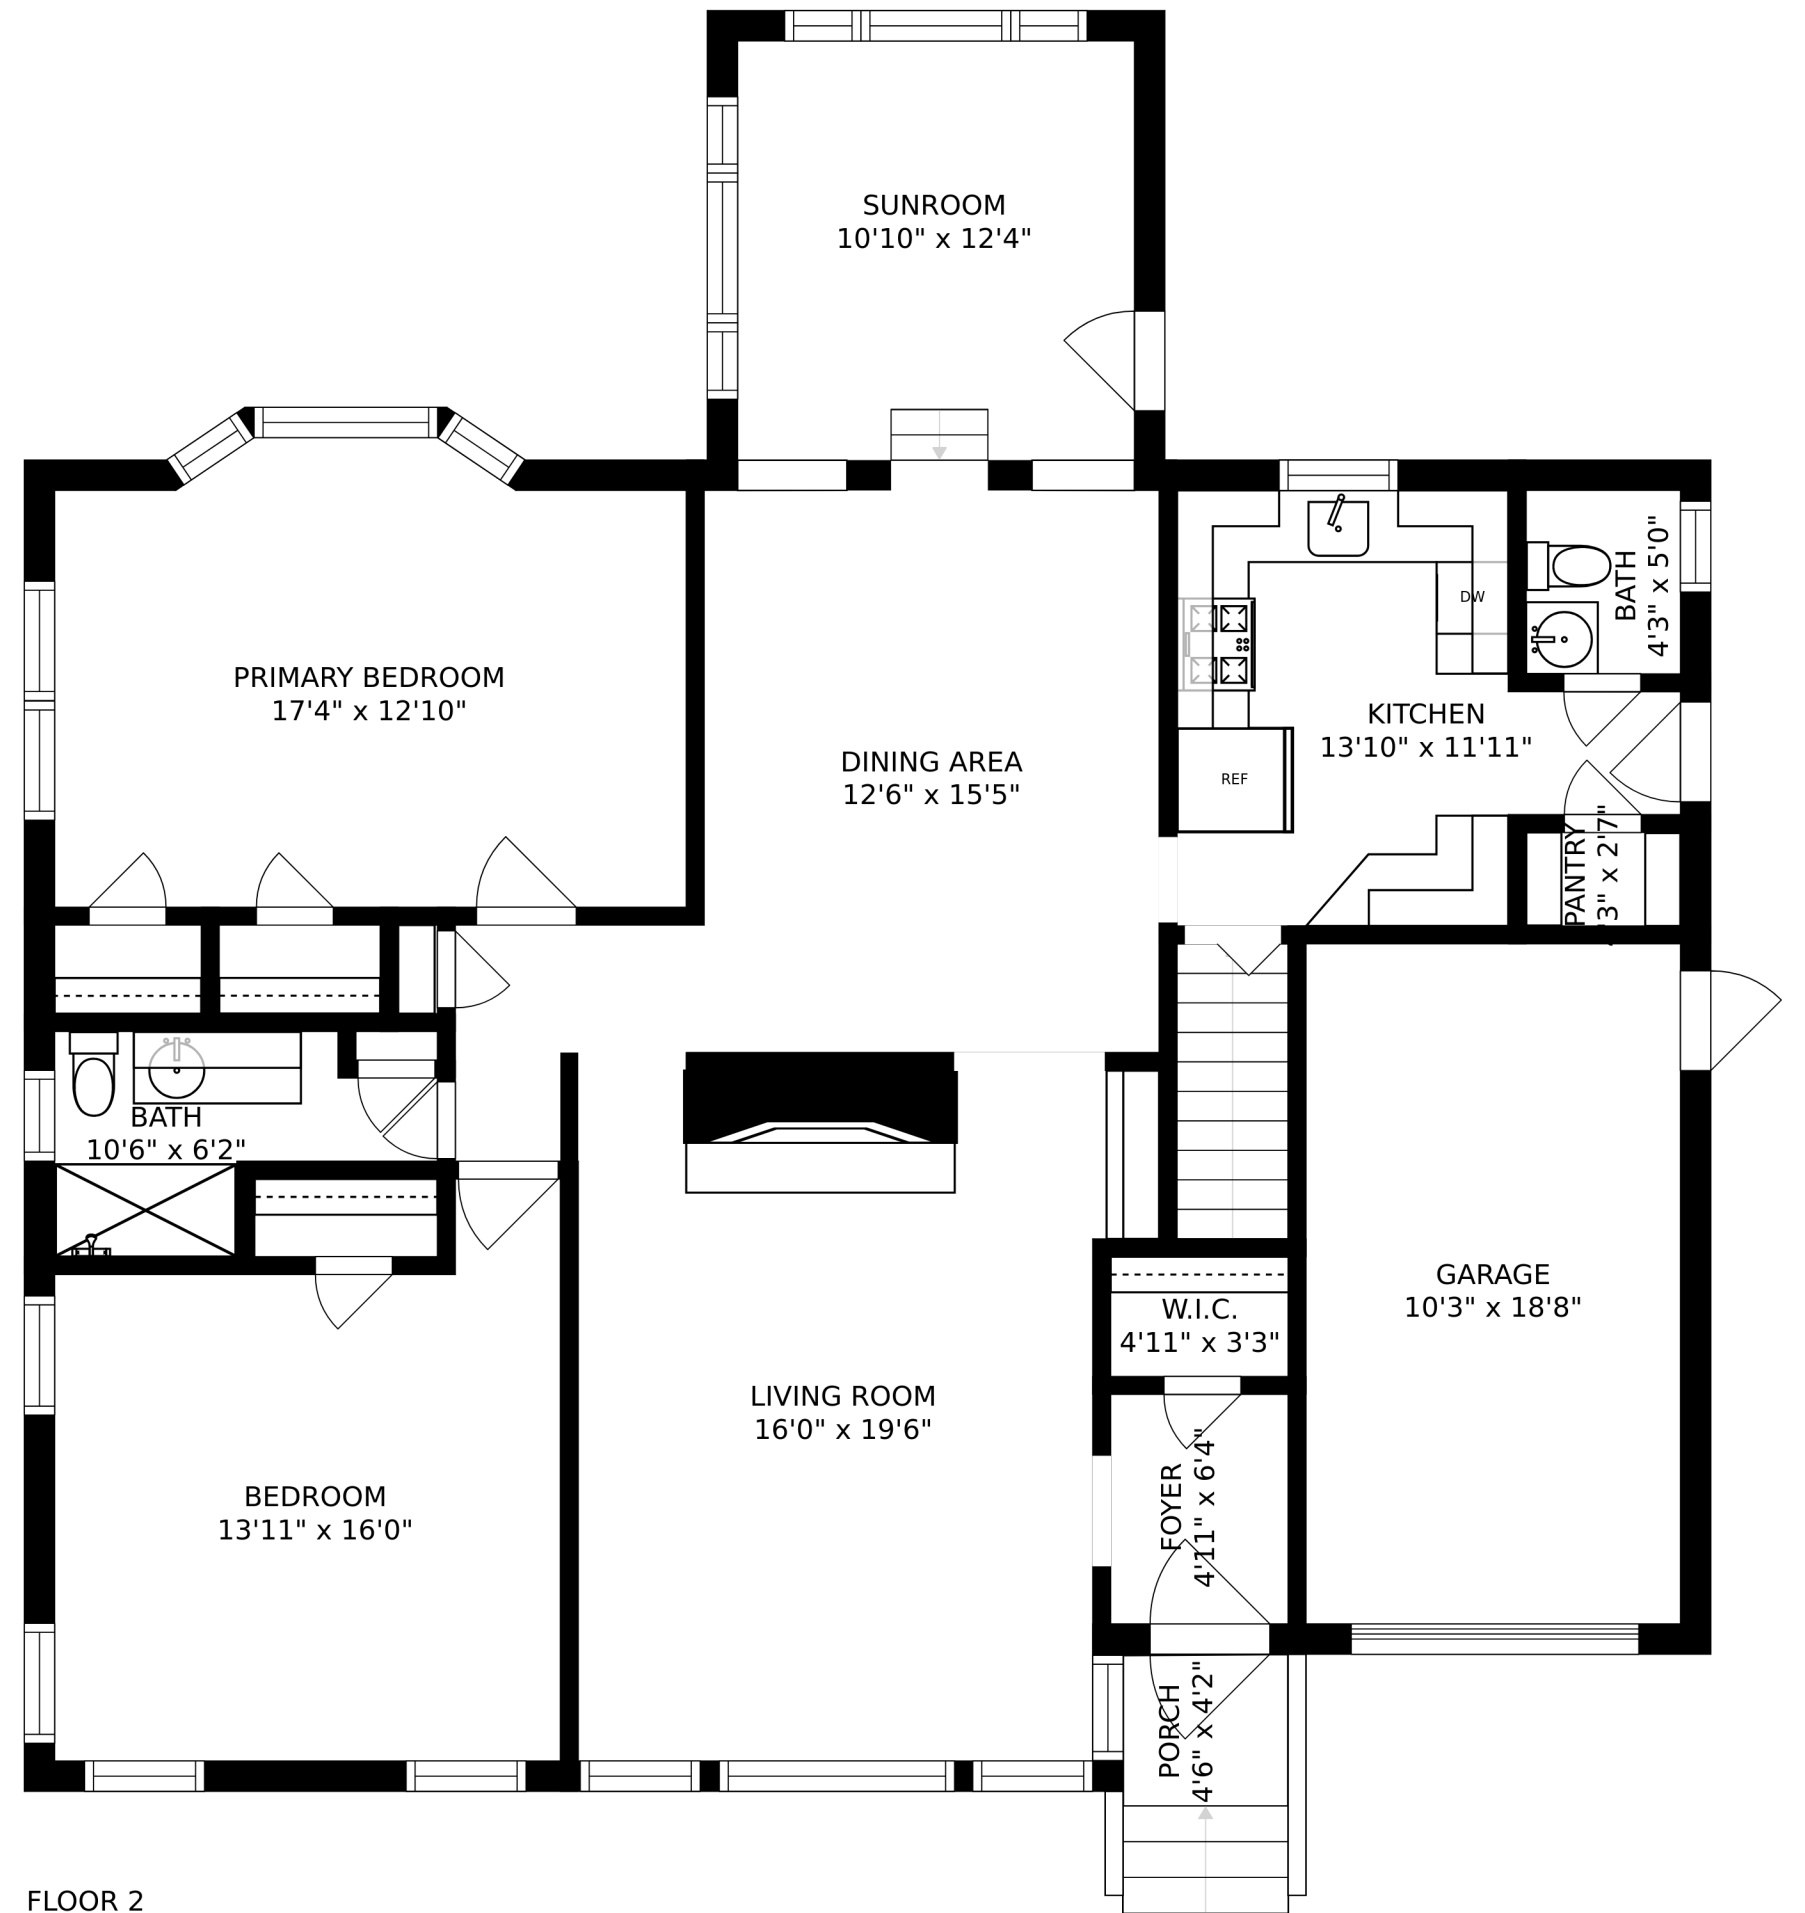 SUNROOM
10'10" x 12'4"
PRIMARY BEDROOM
17'4" x 12'10"
DINING AREA
12'6" x 15'5"
KITCHEN
13'10" x 11'11"
DW
REF
BATH
4'3" x 5'0"
PANTRY
3" x 2'7"
BATH
10'6" x 6'2"
W.I.C.
4'11" x 3'3"
GARAGE
10'3" x 18'8"
LIVING ROOM
16'0" x 19'6"
FOYER
4'11" x 6'4"
BEDROOM
13'11" x 16'0"
PORCH
4'6" x 4'2"
FLOOR 2